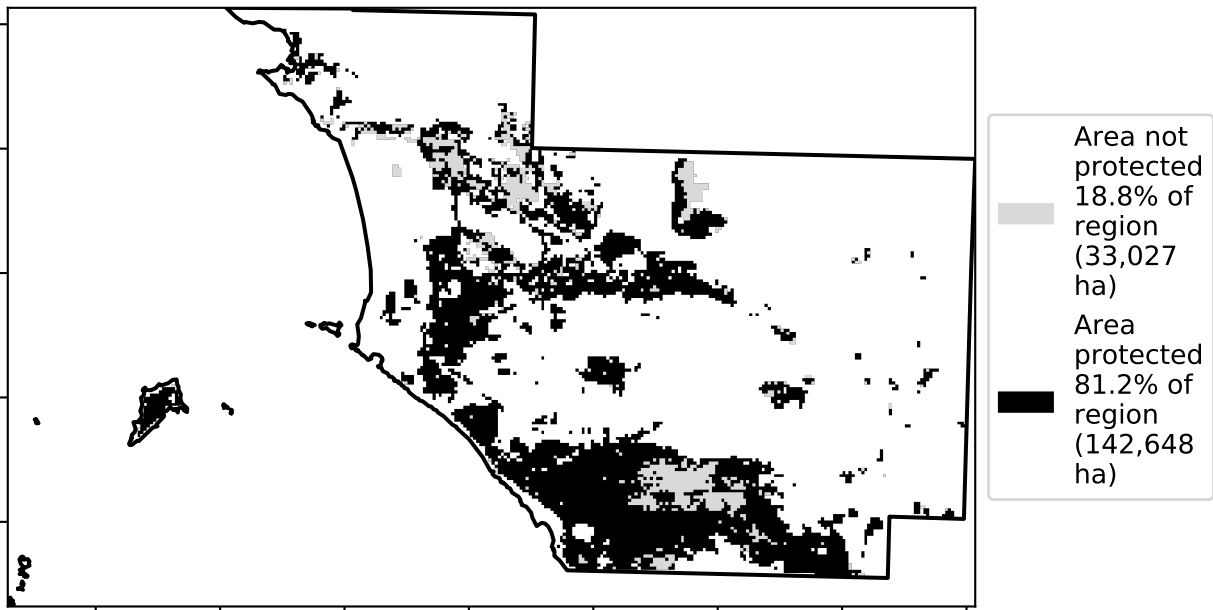 Area not
protected
18.8% of
region
(33,027
ha)
Area
protected
81.2% of
region
(142,648
ha)